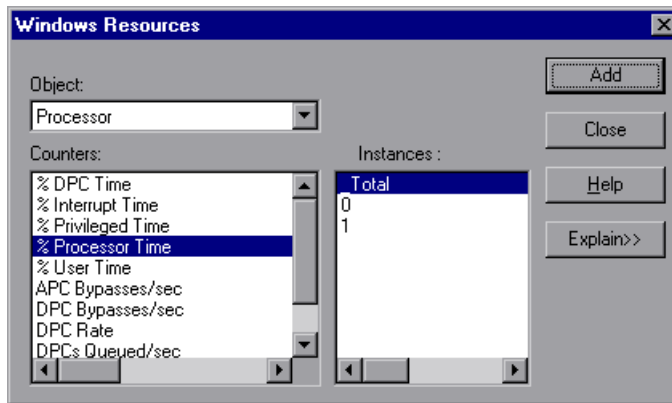 Windows Resources
Object:
Processor
Counters:
% DPC Time
% Interrupt Time
% Privileged Time
% Processor Time
% User Time
APC Bypasses/sec
DPC Bypasses/sec
DPC Rate
DPCs Queued/sec
Instances :
_Total
0
1
Add
Close
Help
Explain>>